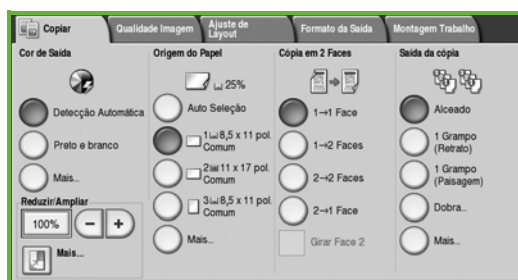 Copiar
Qualidade Imagem
Ajuste de
Layout
Formato da Saída
Montagem Trabalho
Cor de Saída
Detecção Automática
Preto e branco
Mais...
Reduzir/Ampliar
100%
Mais...
Origem do Papel
25%
Auto Seleção
1 8,5 x 11 pol.
Comum
2 11 x 17 pol.
Comum
3 8,5 x 11 pol.
Comum
Mais...
Cópia em 2 Faces
1→1 Face
1→2 Faces
2→2 Faces
2→1 Face
Girar Face 2
Saída da cópia
Alceado
1 Grampo
(Retrato)
1 Grampo
(Paisagem)
Dobra...
Mais...